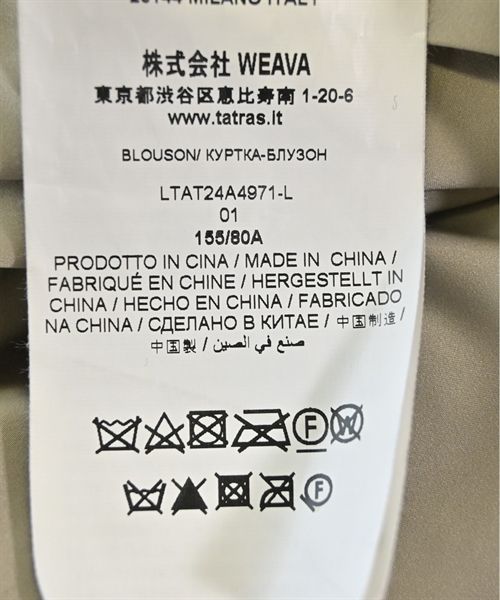 20144 MILANO ITALY
株式会社 WEAVA
東京都渋谷区恵比寿南 1-20-6
www.tatras.it
BLOUSON/ КУРТКА-БЛУЗОН
LTAT24A4971-L
01
155/80A
PRODOTTO IN CINA / MADE IN CHINA /
FABRIQUÉ EN CHINE / HERGESTELLT IN
CHINA / HECHO EN CHINA / FABRICADO
NA CHINA / СДЕЛАНО В КИТАЕ / 中国制造 /
中国製 / صنع في الصين /
F W
F